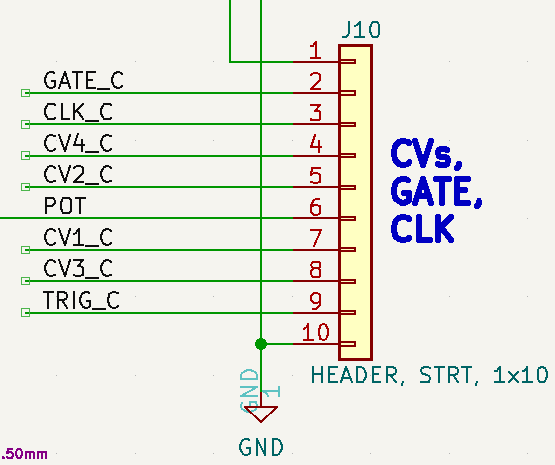 J10
1
GATE_C 2
CLK_C 3
CV4_C 4
CV2_C 5
POT 6
CV1_C 7
CV3_C 8
TRIG_C 9
10
CVs,
GATE,
CLK
HEADER, STRT, 1x10
GND
1
GND
.50mm